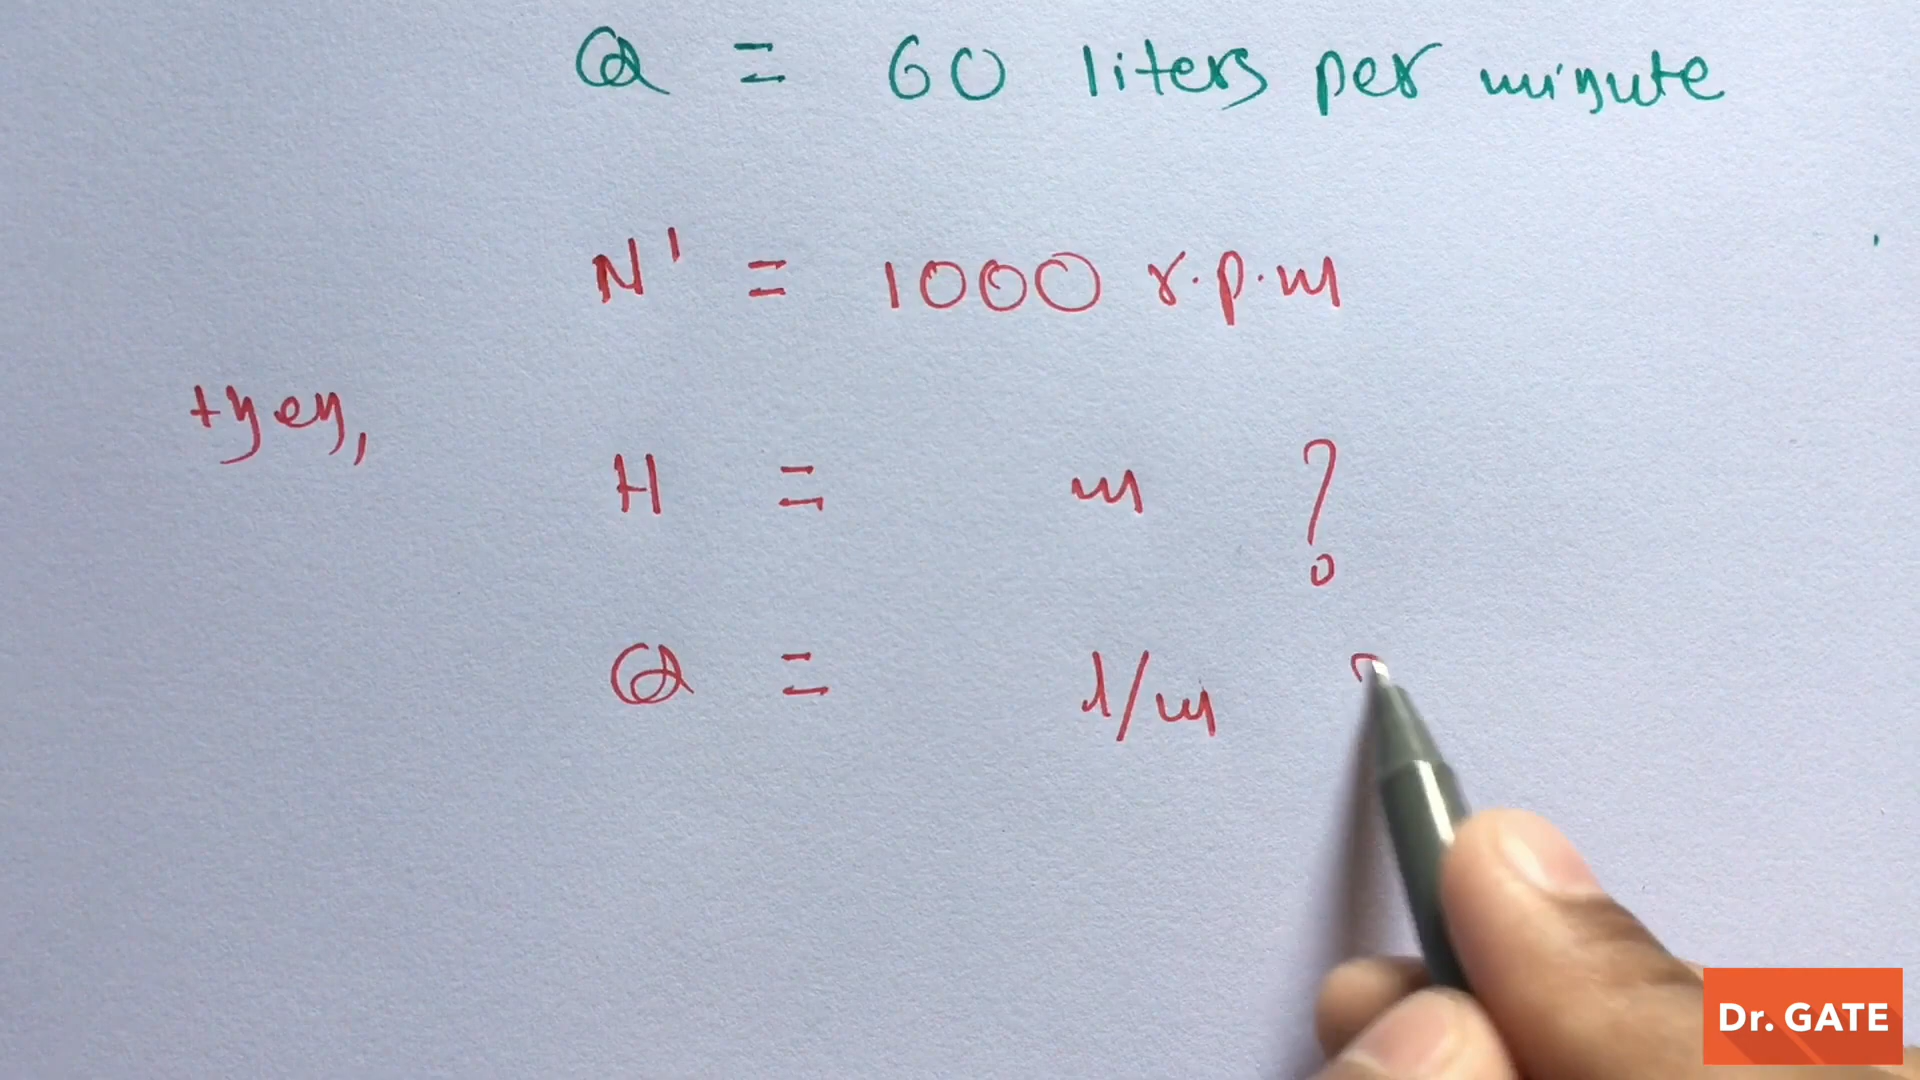 Q = 60 liters per minute
N' = 1000 r.p.m
then,
H = m ?
Q = l/m ?
Dr. GATE